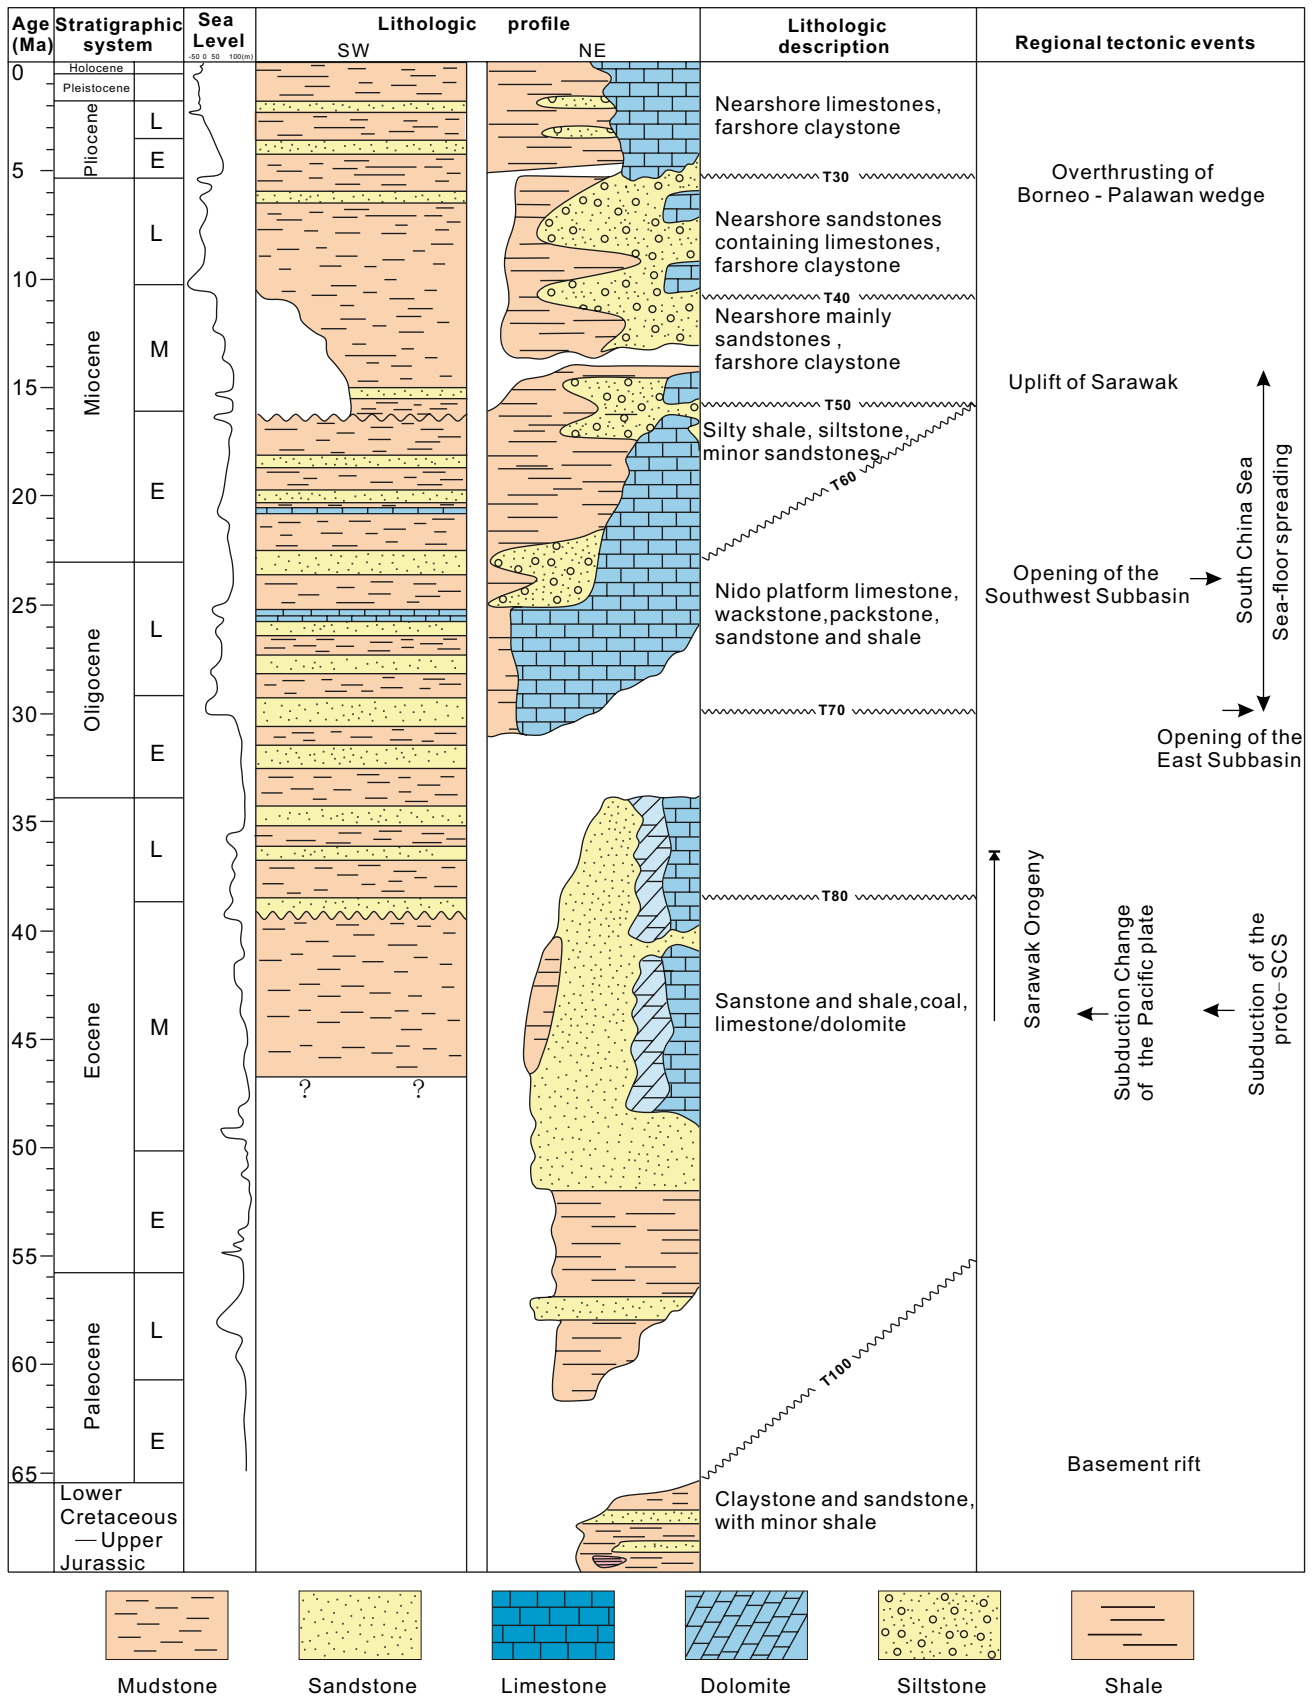 Age
(Ma)
Stratigraphic
system
Sea
Level
-50 0 50 100(m)
Lithologic profile
SW
NE
Lithologic
description
Regional tectonic events
0
5
10
15
20
25
30
35
40
45
50
55
60
65
Holocene
Pleistocene
Pliocene
L
E
Miocene
L
M
E
Oligocene
L
E
Eocene
L
M
E
Paleocene
L
E
Lower
Cretaceous
—Upper
Jurassic
? ?
Nearshore limestones,
farshore claystone
T30
Nearshore sandstones
containing limestones,
farshore claystone
T40
Nearshore mainly
sandstones ,
farshore claystone
T50
Silty shale, siltstone,
minor sandstones
T60
Nido platform limestone,
wackstone,packstone,
sandstone and shale
T70
T80
Sanstone and shale,coal,
limestone/dolomite
T100
Claystone and sandstone,
with minor shale
Overthrusting of
Borneo - Palawan wedge
Uplift of Sarawak
South China Sea
Sea-floor spreading
Opening of the
Southwest Subbasin
Opening of the
East Subbasin
Sarawak Orogeny
Subduction Change
of the Pacific plate
Subduction of the
proto-SCS
Basement rift
Mudstone
Sandstone
Limestone
Dolomite
Siltstone
Shale